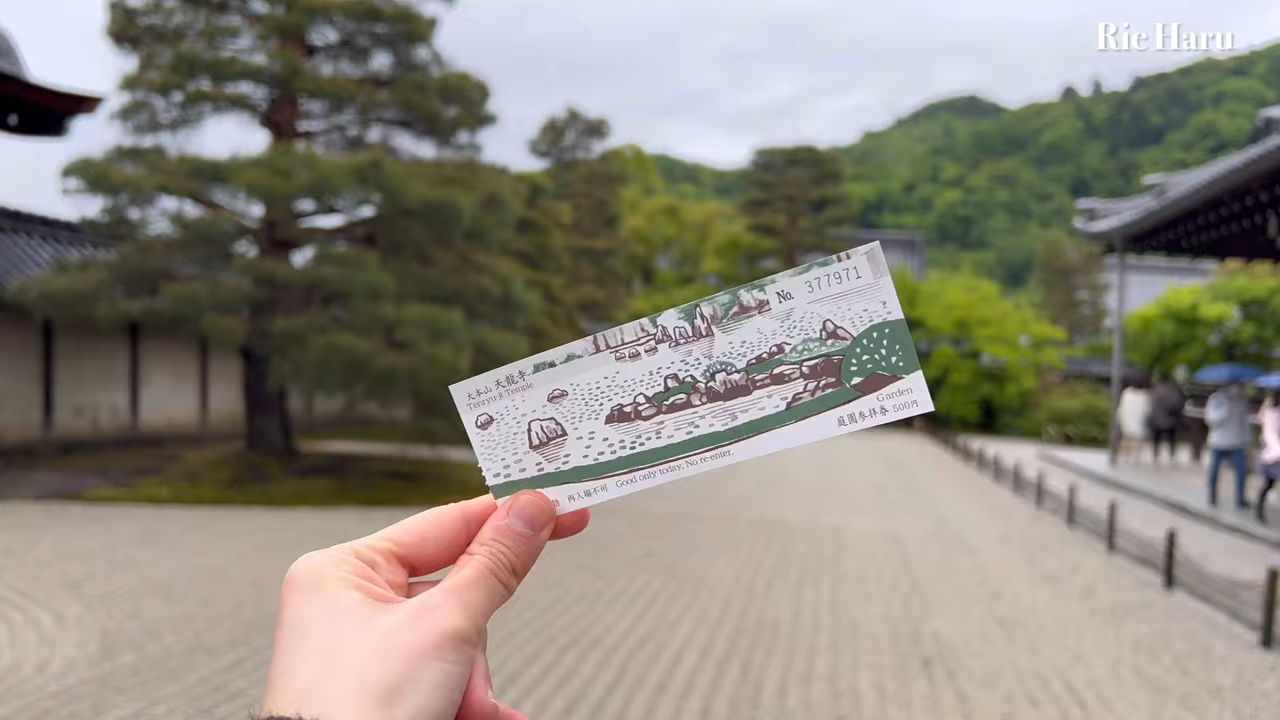 Rie Haru
No. 377971
大本山 天龍寺
Tenryu-ji Temple
Garden
庭園参拝券 500円
再入場不可 Good only today, No re-enter.